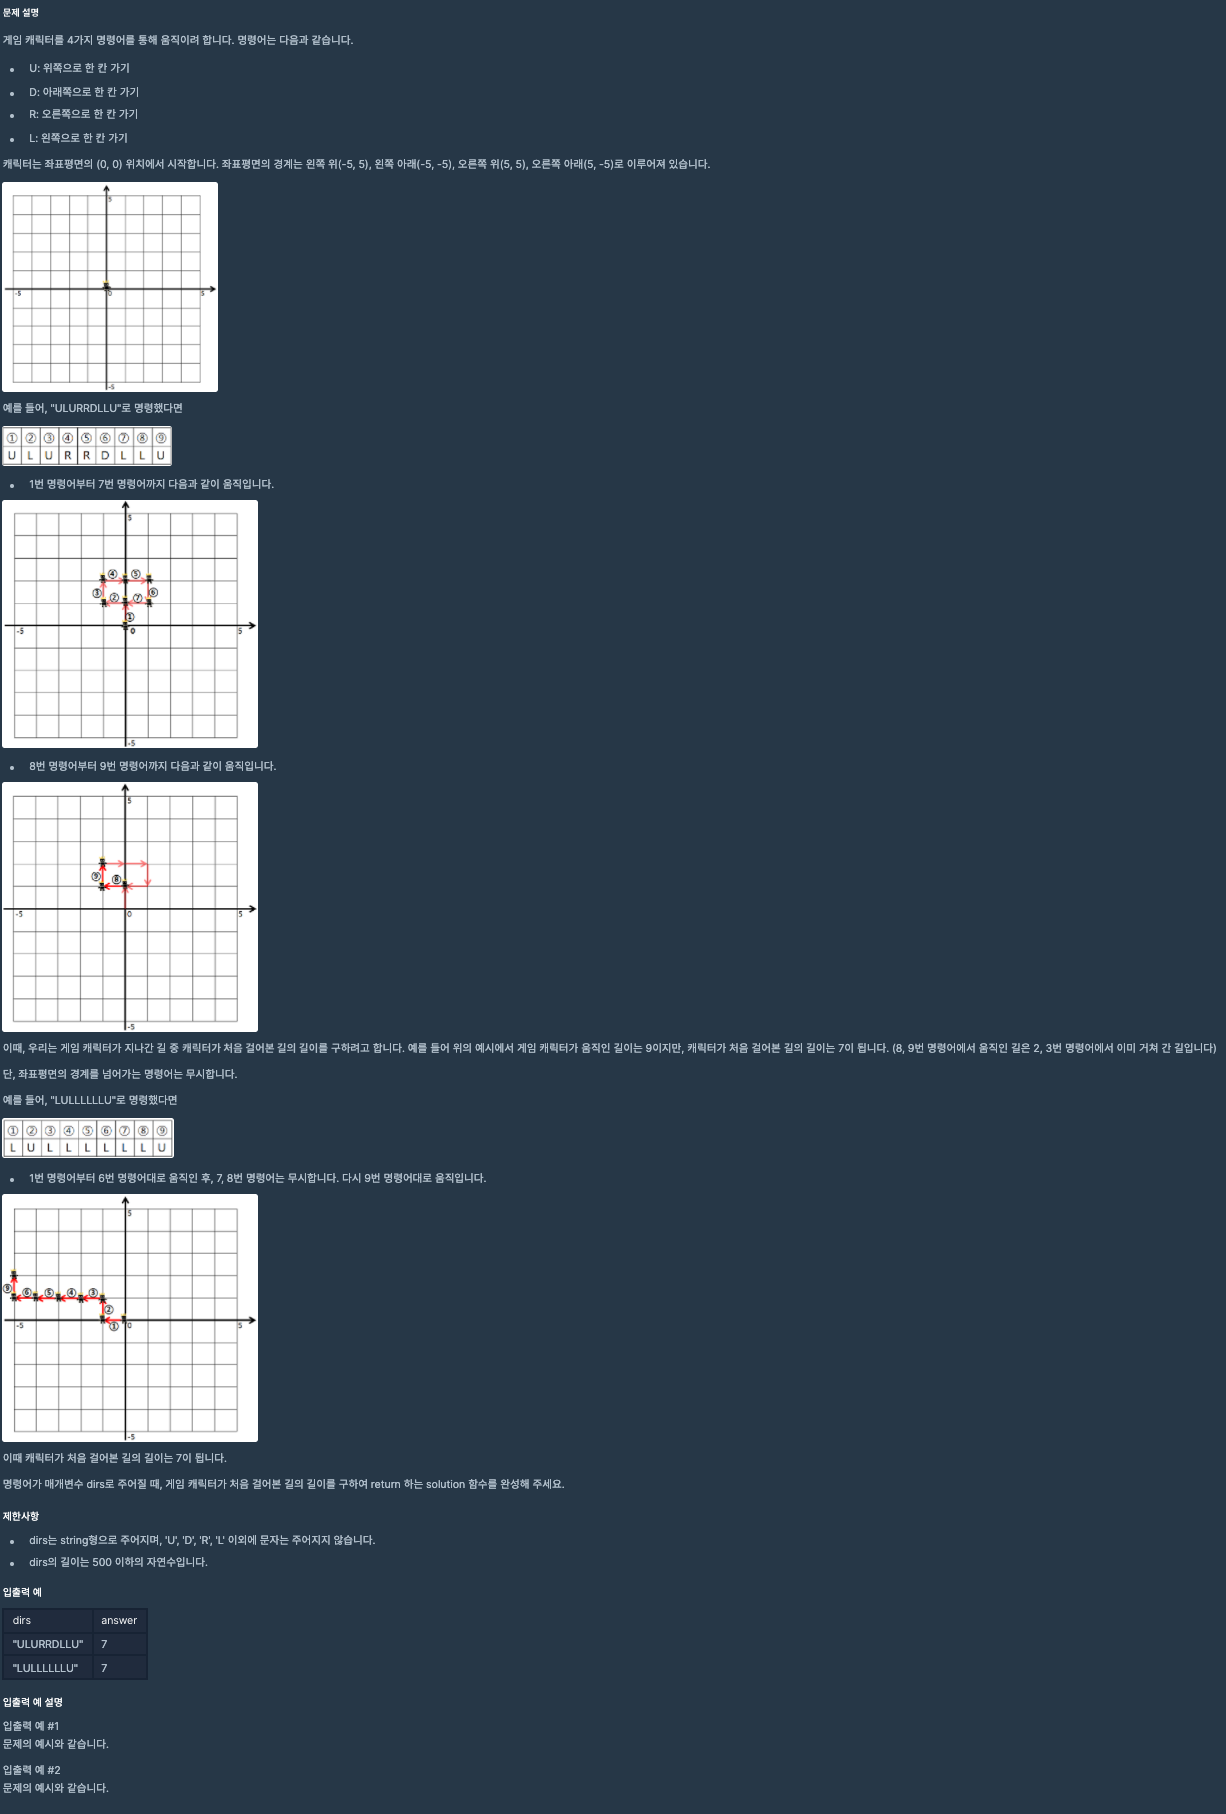 문제 설명
게임 캐릭터를 4가지 명령어를 통해 움직이려 합니다. 명령어는 다음과 같습니다.
U: 위쪽으로 한 칸 가기
D: 아래쪽으로 한 칸 가기
R: 오른쪽으로 한 칸 가기
L: 왼쪽으로 한 칸 가기
캐릭터는 좌표평면의 (0, 0) 위치에서 시작합니다. 좌표평면의 경계는 왼쪽 위(-5, 5), 왼쪽 아래(-5, -5), 오른쪽 위(5, 5), 오른쪽 아래(5, -5)로 이루어져 있습니다.
5
-5 0 5
-5
예를 들어, "ULURRDLLU"로 명령했다면
① ② ③ ④ ⑤ ⑥ ⑦ ⑧ ⑨
U L U R R D L L U
1번 명령어부터 7번 명령어까지 다음과 같이 움직입니다.
5
④ ⑤
③ ② ⑦ ⑥
①
-5 0 5
-5
8번 명령어부터 9번 명령어까지 다음과 같이 움직입니다.
5
⑨ ⑧
-5 0 5
-5
이때, 우리는 게임 캐릭터가 지나간 길 중 캐릭터가 처음 걸어본 길의 길이를 구하려고 합니다. 예를 들어 위의 예시에서 게임 캐릭터가 움직인 길이는 9이지만, 캐릭터가 처음 걸어본 길의 길이는 7이 됩니다. (8, 9번 명령어에서 움직인 길은 2, 3번 명령어에서 이미 거쳐 간 길입니다)
단, 좌표평면의 경계를 넘어가는 명령어는 무시합니다.
예를 들어, "LULLLLLLU"로 명령했다면
① ② ③ ④ ⑤ ⑥ ⑦ ⑧ ⑨
L U L L L L L L U
1번 명령어부터 6번 명령어대로 움직인 후, 7, 8번 명령어는 무시합니다. 다시 9번 명령어대로 움직입니다.
5
⑨ ⑥ ⑤ ④ ③
②
-5 ① 0 5
-5
이때 캐릭터가 처음 걸어본 길의 길이는 7이 됩니다.
명령어가 매개변수 dirs로 주어질 때, 게임 캐릭터가 처음 걸어본 길의 길이를 구하여 return 하는 solution 함수를 완성해 주세요.
제한사항
dirs는 string형으로 주어지며, 'U', 'D', 'R', 'L' 이외에 문자는 주어지지 않습니다.
dirs의 길이는 500 이하의 자연수입니다.
입출력 예
dirs answer
"ULURRDLLU" 7
"LULLLLLLU" 7
입출력 예 설명
입출력 예 #1
문제의 예시와 같습니다.
입출력 예 #2
문제의 예시와 같습니다.